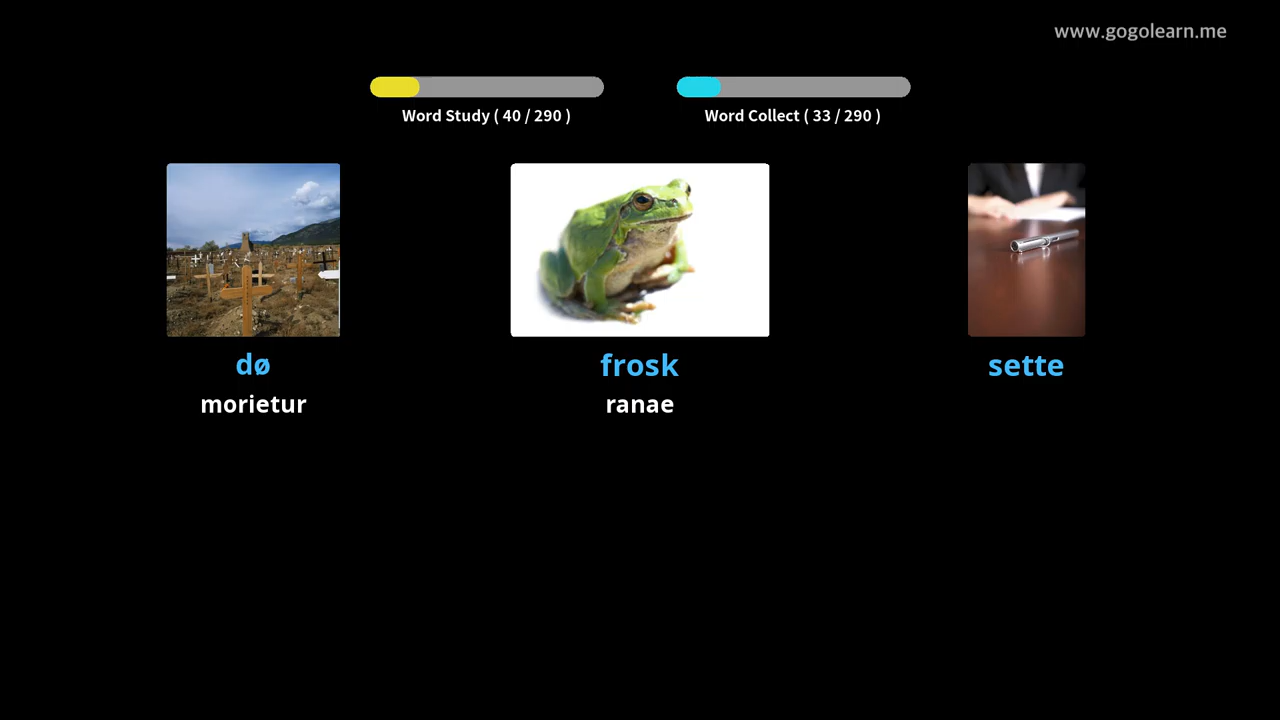 www.gogolearn.me
Word Study ( 40 / 290 )
Word Collect ( 33 / 290 )
dø
frosk
sette
morietur
ranae